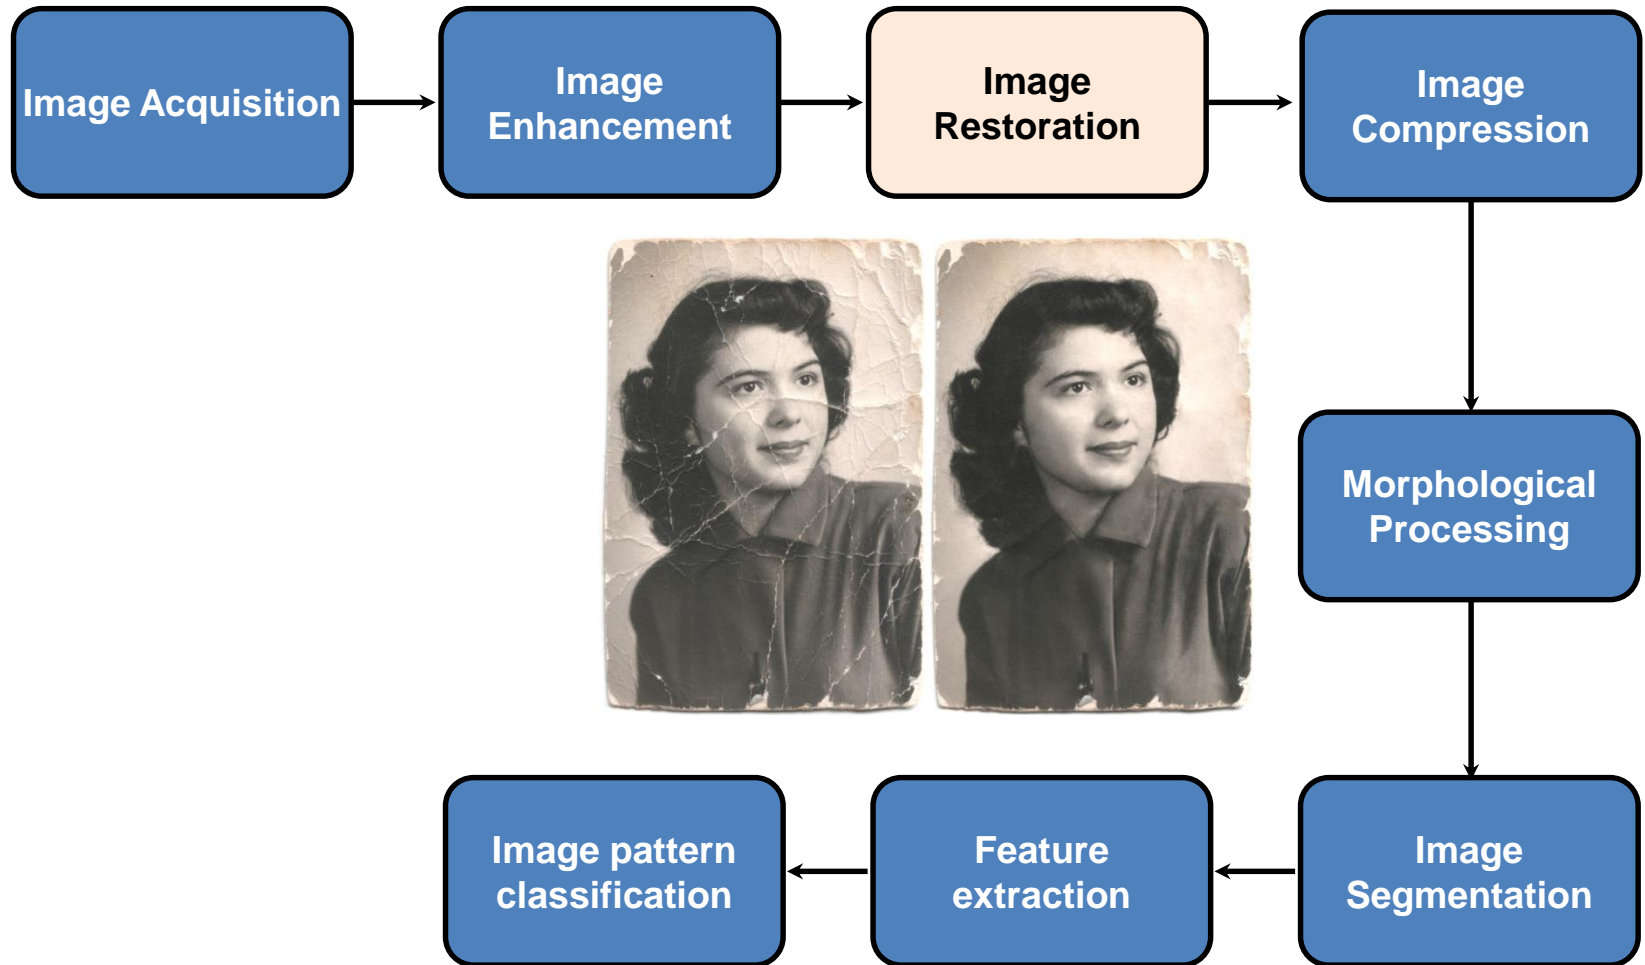 Image Acquisition
Image
Enhancement
Image
Restoration
Image
Compression
Morphological
Processing
Image
Segmentation
Feature
extraction
Image pattern
classification